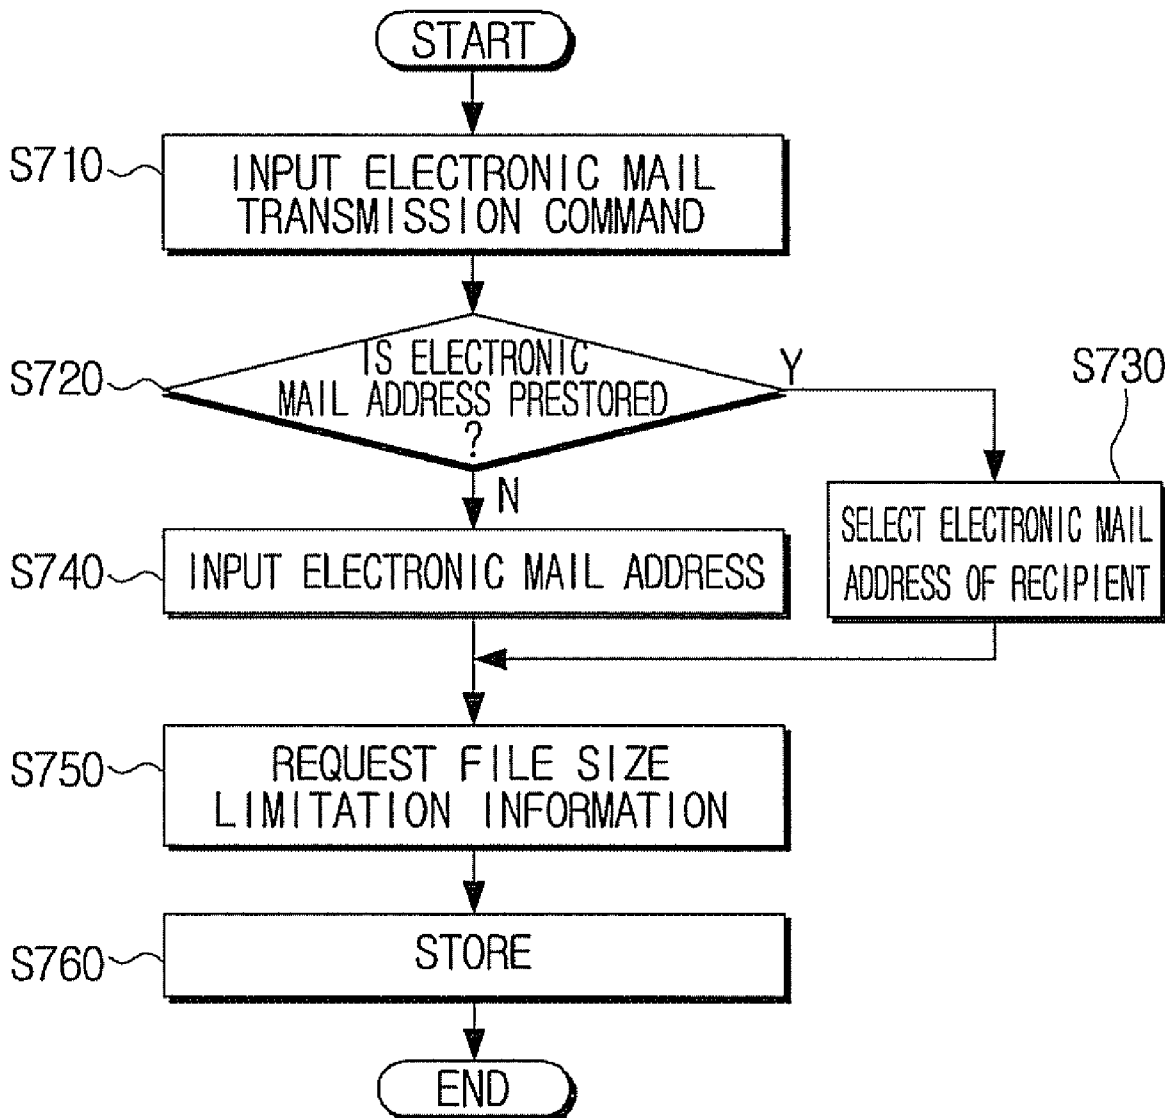 START
S710
INPUT ELECTRONIC MAIL
TRANSMISSION COMMAND
S720
IS ELECTRONIC
MAIL ADDRESS PRESTORED
?
Y
N
S730
SELECT ELECTRONIC MAIL
ADDRESS OF RECIPIENT
S740
INPUT ELECTRONIC MAIL ADDRESS
S750
REQUEST FILE SIZE
LIMITATION INFORMATION
S760
STORE
END